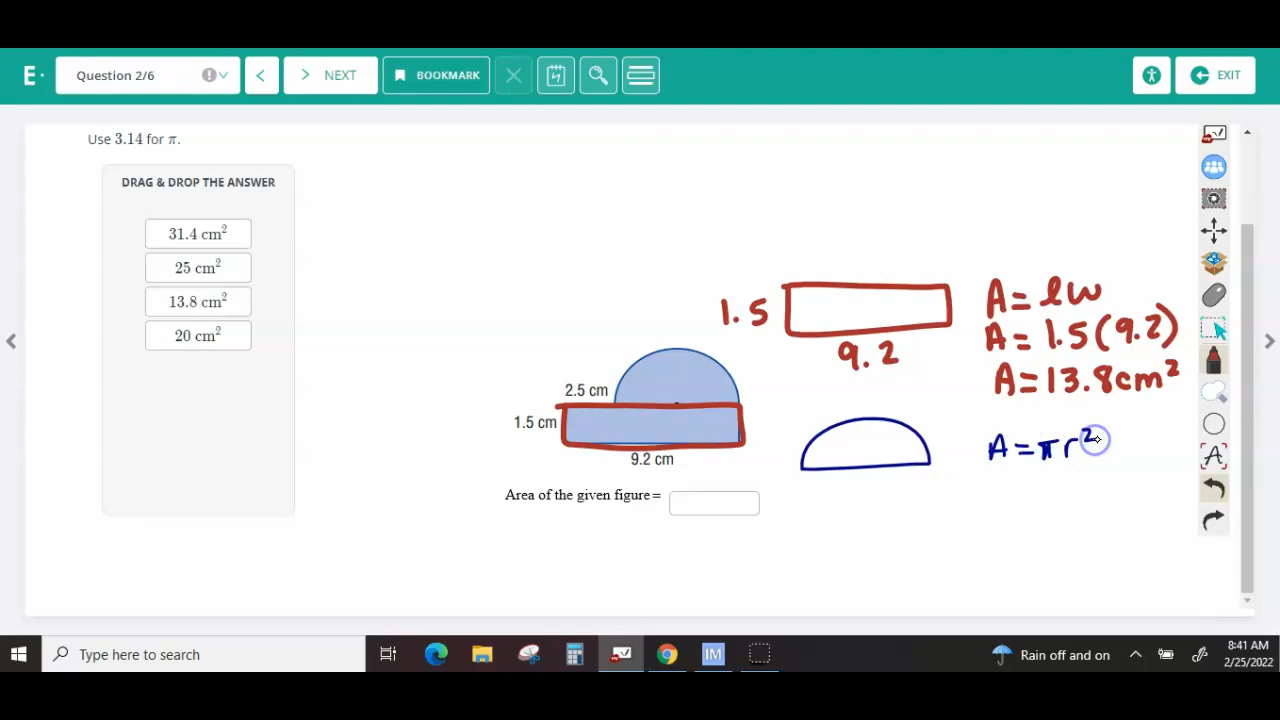 E·
Question 2/6
NEXT
BOOKMARK
EXIT
Use 3.14 for π.
DRAG & DROP THE ANSWER
31.4 cm²
25 cm²
13.8 cm²
20 cm²
1.5
9.2
A = lw
A = 1.5(9.2)
A = 13.8cm²
2.5 cm
1.5 cm
9.2 cm
A = πr²
Area of the given figure =
A
Type here to search
IM
Rain off and on
8:41 AM
2/25/2022